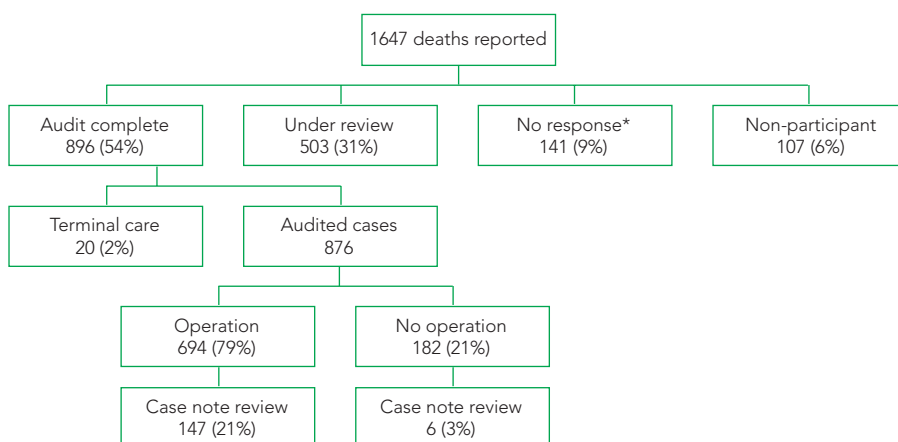 1647 deaths reported
Audit complete
896 (54%)
Under review
503 (31%)
No response*
141 (9%)
Non-participant
107 (6%)
Terminal care
20 (2%)
Audited cases
876
Operation
694 (79%)
No operation
182 (21%)
Case note review
147 (21%)
Case note review
6 (3%)